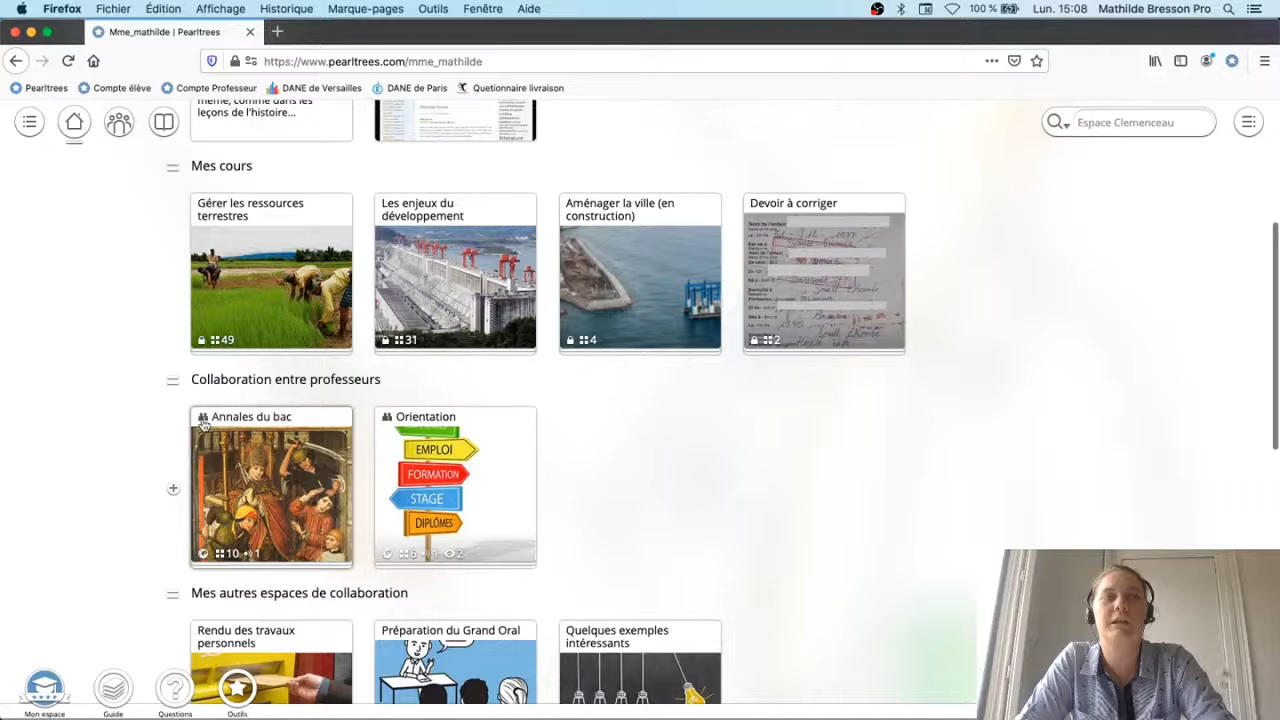 Firefox Fichier Édition Affichage Historique Marque-pages Outils Fenêtre Aide 100 % Lun. 15:08 Mathilde Bresson Pro
Mme_mathilde | Pearltrees
https://www.pearltrees.com/mme_mathilde
Pearltrees Compte élève Compte Professeur DANE de Versailles DANE de Paris Quetionnaire livraison
même, comme dans les
leçons de l'histoire...
Espace Clemenceau
Mes cours
Gérer les ressources
terrestres
Les enjeux du
développement
Aménager la ville (en
construction)
Devoir à corriger
49
31
4
2
Collaboration entre professeurs
Annales du bac
Orientation
EMPLOI
FORMATION
STAGE
DIPLÔMES
10 1
6 1 2
Mes autres espaces de collaboration
Rendu des travaux
personnels
Préparation du Grand Oral
Quelques exemples
intéressants
Mon espace Guide Questions Outils